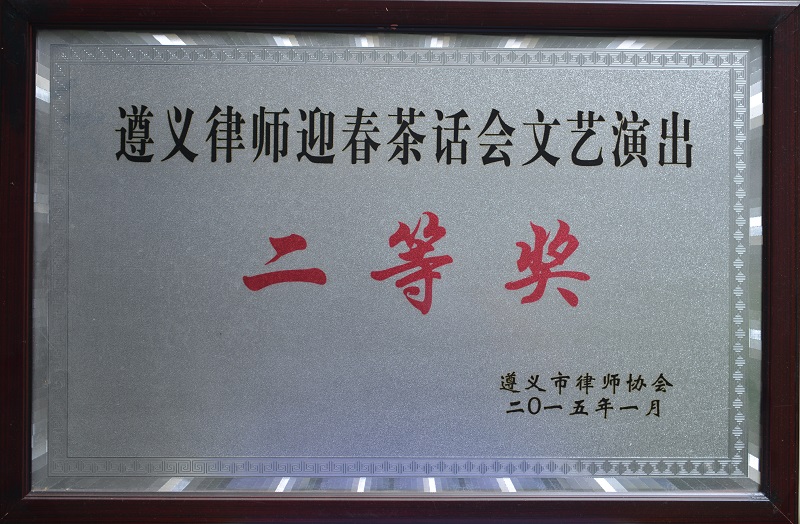 遵义律师迎春茶话会文艺演出
二等奖
遵义市律师协会
二〇一五年一月